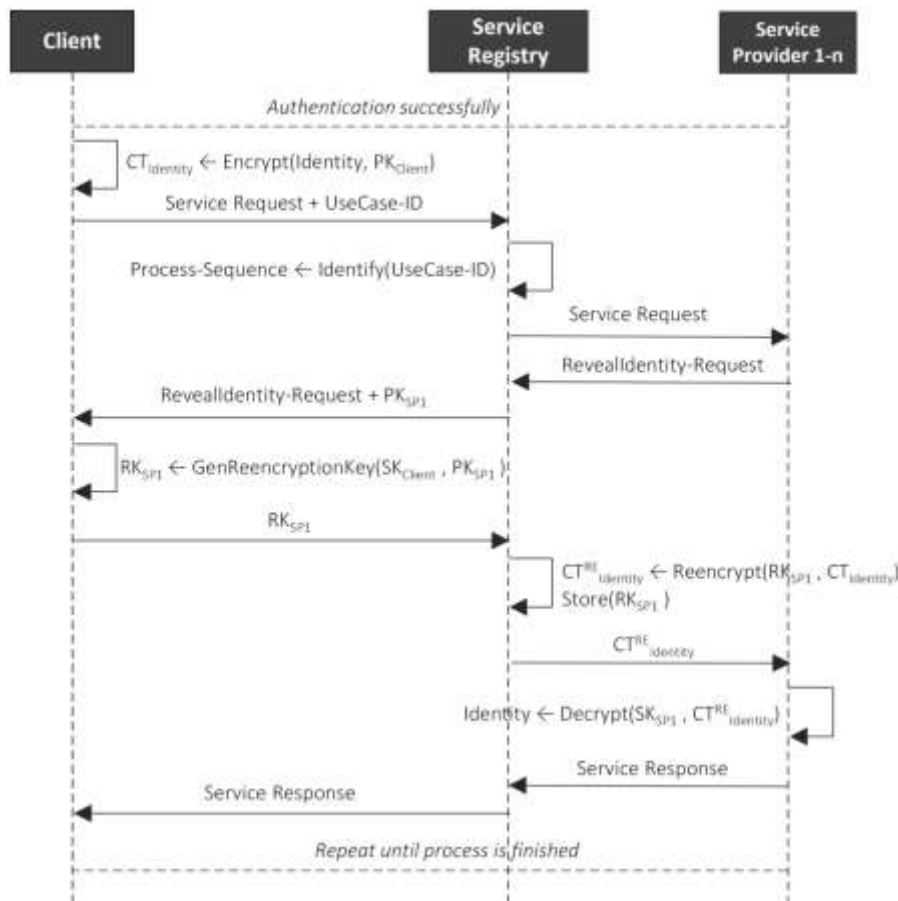 Client
Service
Registry
Service
Provider 1-n
Authentication successfully
CT_Identity ← Encrypt(Identity, PK_Client)
Service Request + UseCase-ID
Process-Sequence ← Identify(UseCase-ID)
Service Request
RevealIdentity-Request
RevealIdentity-Request + PK_SP1
RK_SP1 ← GenReencryptionKey(SK_Client , PK_SP1 )
RK_SP1
CT^RE_Identity ← Reencrypt(RK_SP1 , CT_Identity)
Store(RK_SP1 )
CT^RE_Identity
Identity ← Decrypt(SK_SP1 , CT^RE_Identity)
Service Response
Service Response
Repeat until process is finished